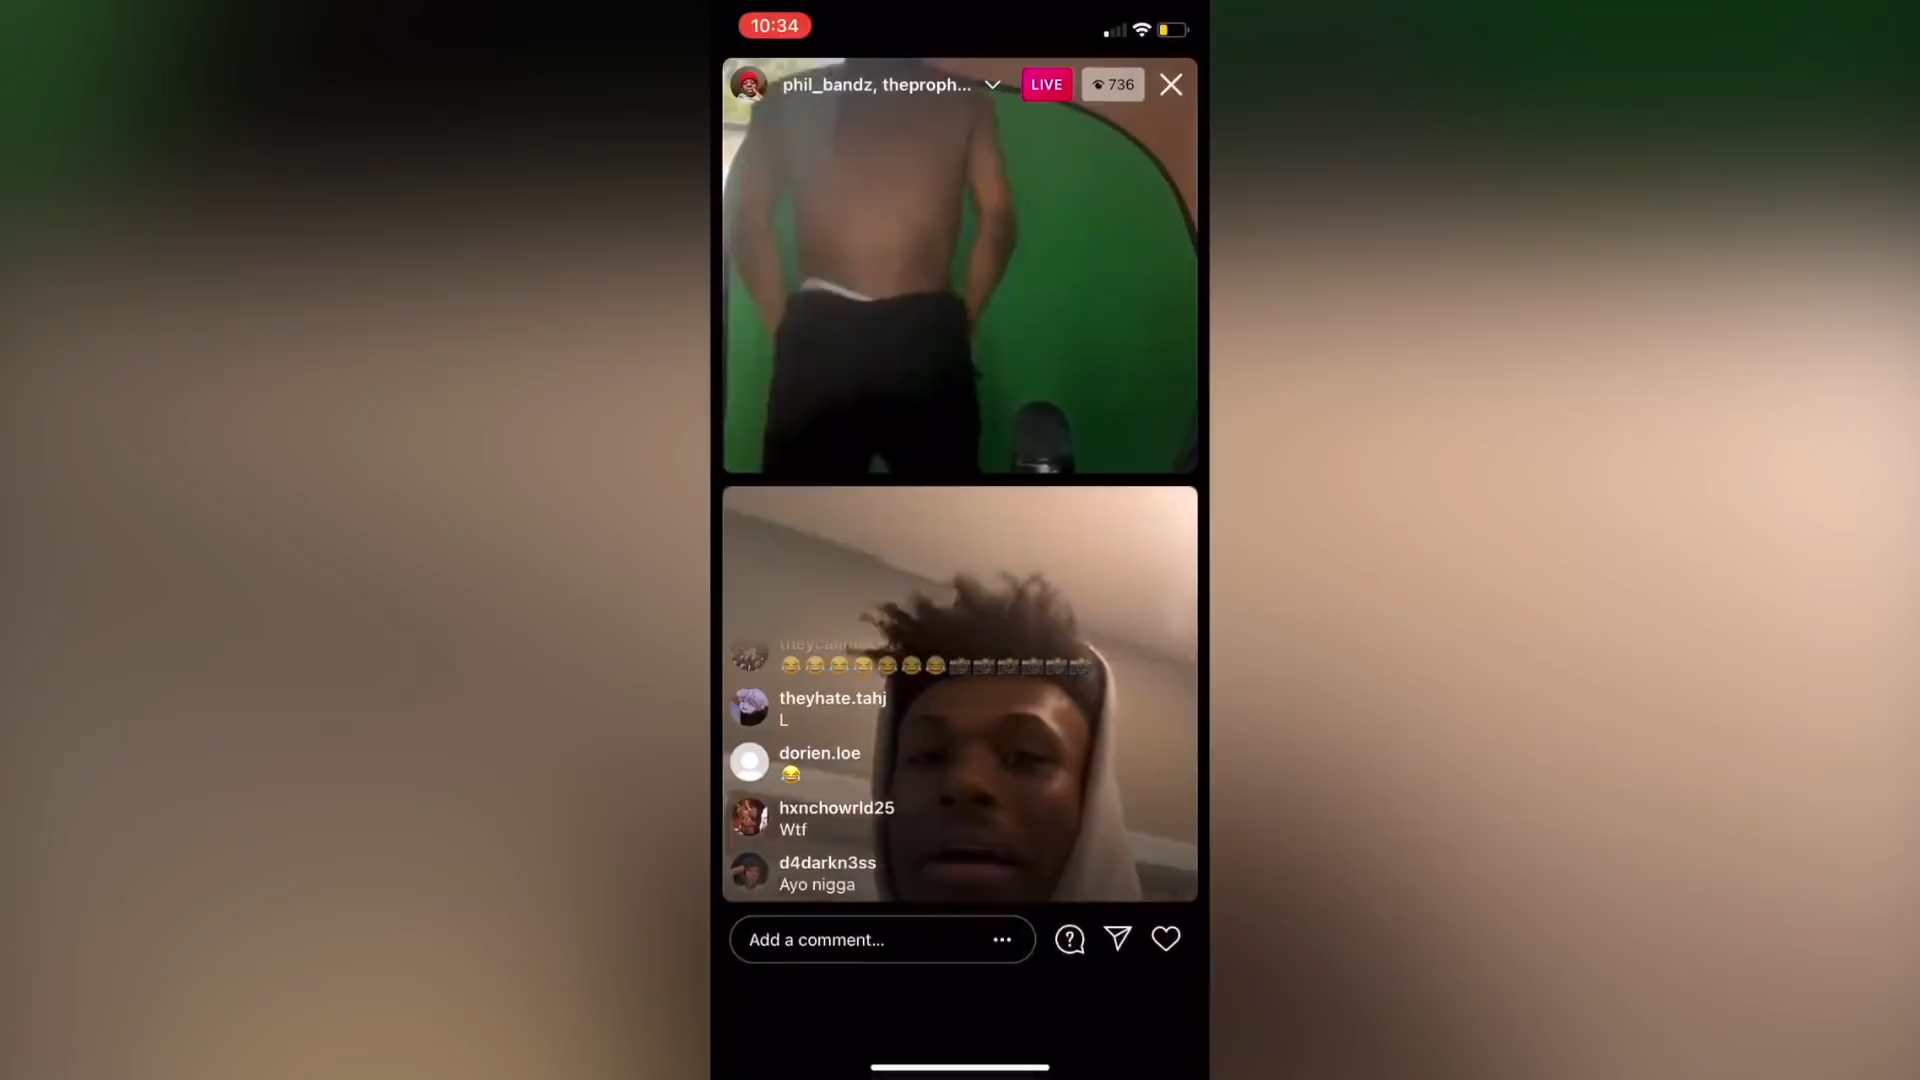 10:34
phil_bandz, theproph...
LIVE
736
😂😂😂😂😂😂😂📸📸📸📸📸📸
theyhate.tahj
L
dorien.loe
😂
hxnchowrld25
Wtf
d4darkn3ss
Ayo nigga
Add a comment...